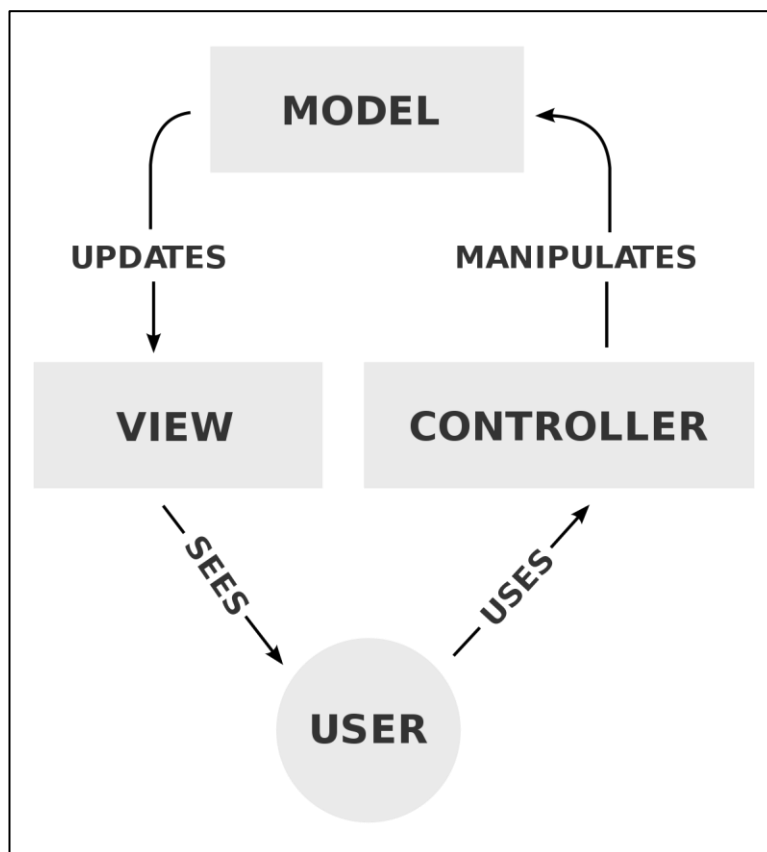 MODEL
UPDATES
MANIPULATES
VIEW
CONTROLLER
SEES
USES
USER